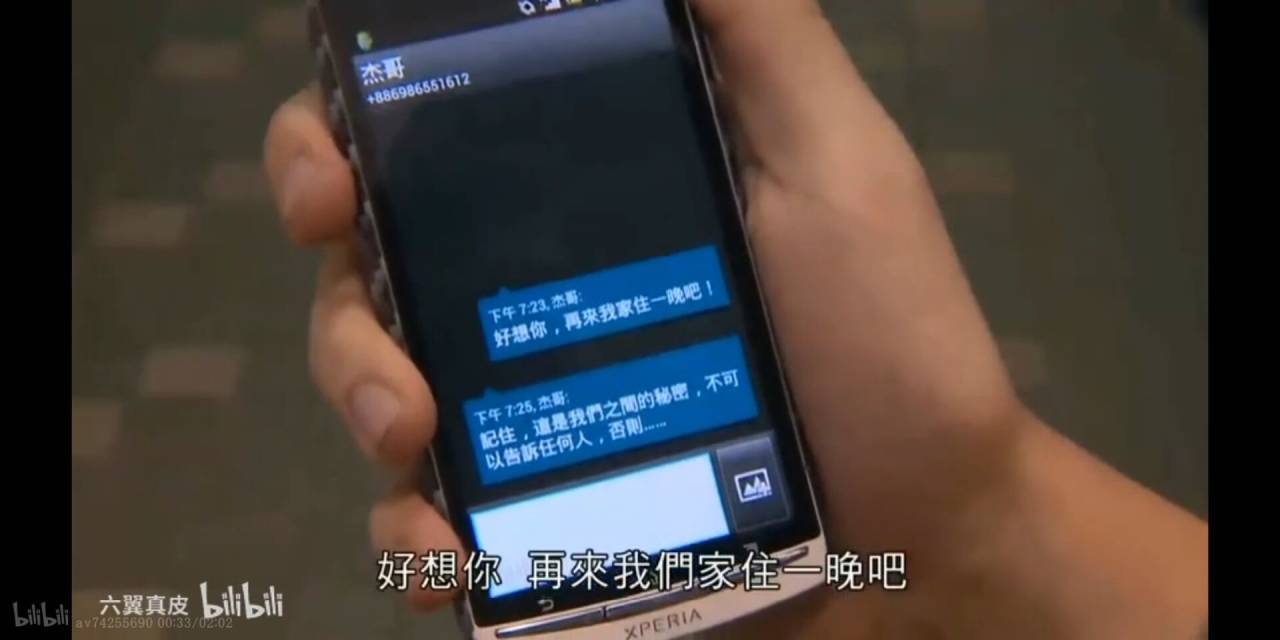 杰哥
+886986551612
下午 7:23, 杰哥:
好想你，再來我家住一晚吧！
下午 7:25, 杰哥:
記住，這是我們之間的秘密，不可
以告訴任何人，否則……
好想你 再來我們家住一晚吧
XPERIA
bilibili 六翼真皮 bilibili
av74255690 00:33/02:02